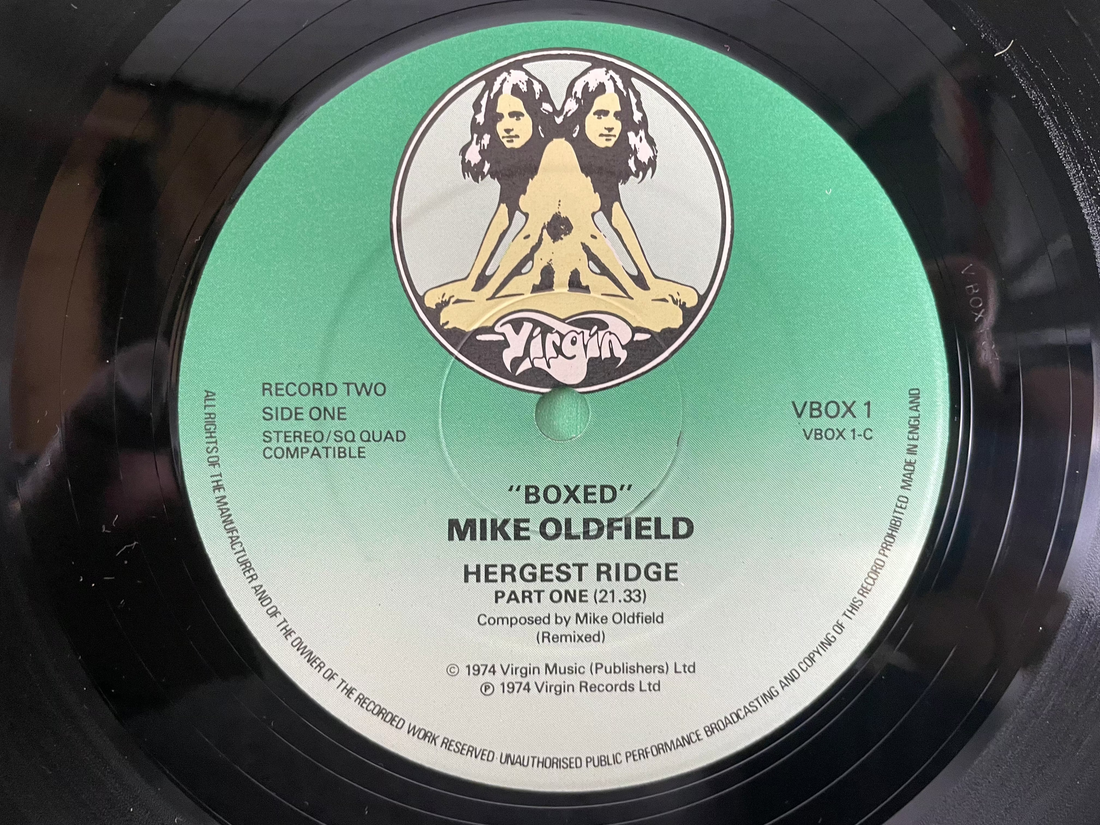 Virgin
RECORD TWO
SIDE ONE
STEREO/SQ QUAD
COMPATIBLE
VBOX 1
VBOX 1-C
"BOXED"
MIKE OLDFIELD
HERGEST RIDGE
PART ONE (21.33)
Composed by Mike Oldfield
(Remixed)
© 1974 Virgin Music (Publishers) Ltd
℗ 1974 Virgin Records Ltd
ALL RIGHTS OF THE MANUFACTURER AND OF THE OWNER OF THE RECORDED WORK RESERVED · UNAUTHORISED PUBLIC PERFORMANCE BROADCASTING AND COPYING OF THIS RECORD PROHIBITED MADE IN ENGLAND
V BOX